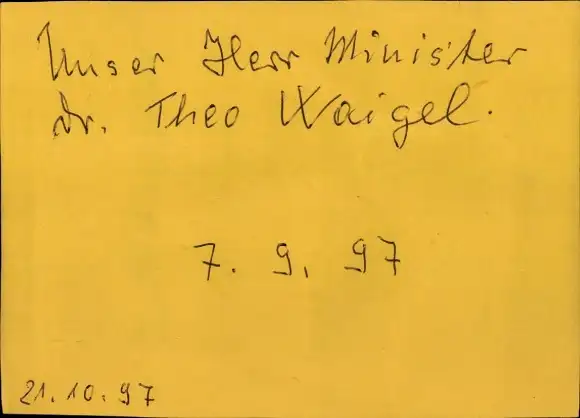 Unser Herr Minister
Dr. Theo Waigel.
7. 9. 97
21.10.97